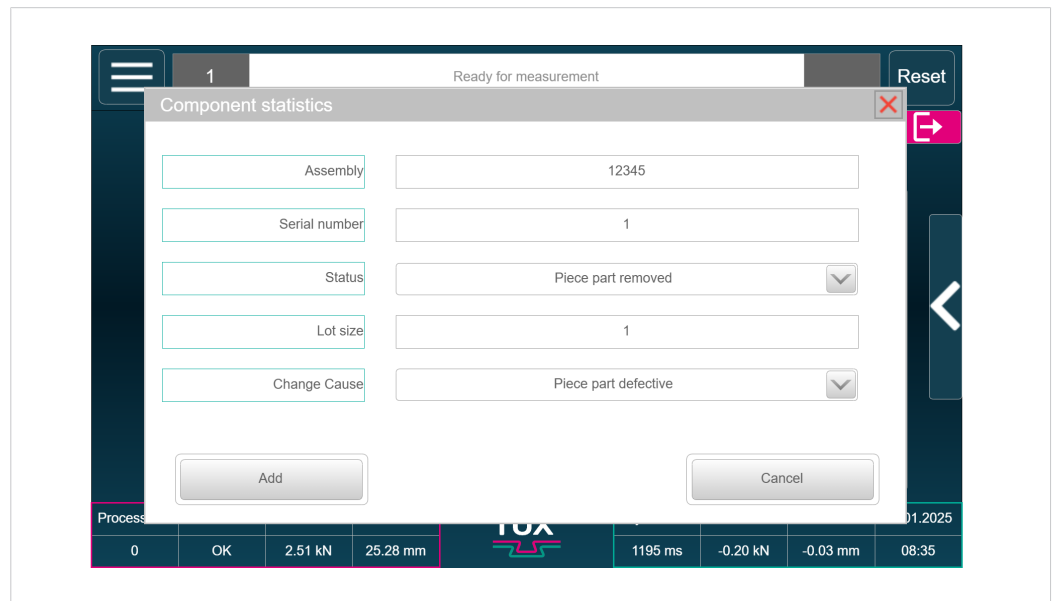 1
Ready for measurement
Reset
Component statistics
Assembly
12345
Serial number
1
Status
Piece part removed
Lot size
1
Change Cause
Piece part defective
Add
Cancel
Process
01.2025
0
OK
2.51 kN
25.28 mm
1195 ms
-0.20 kN
-0.03 mm
08:35